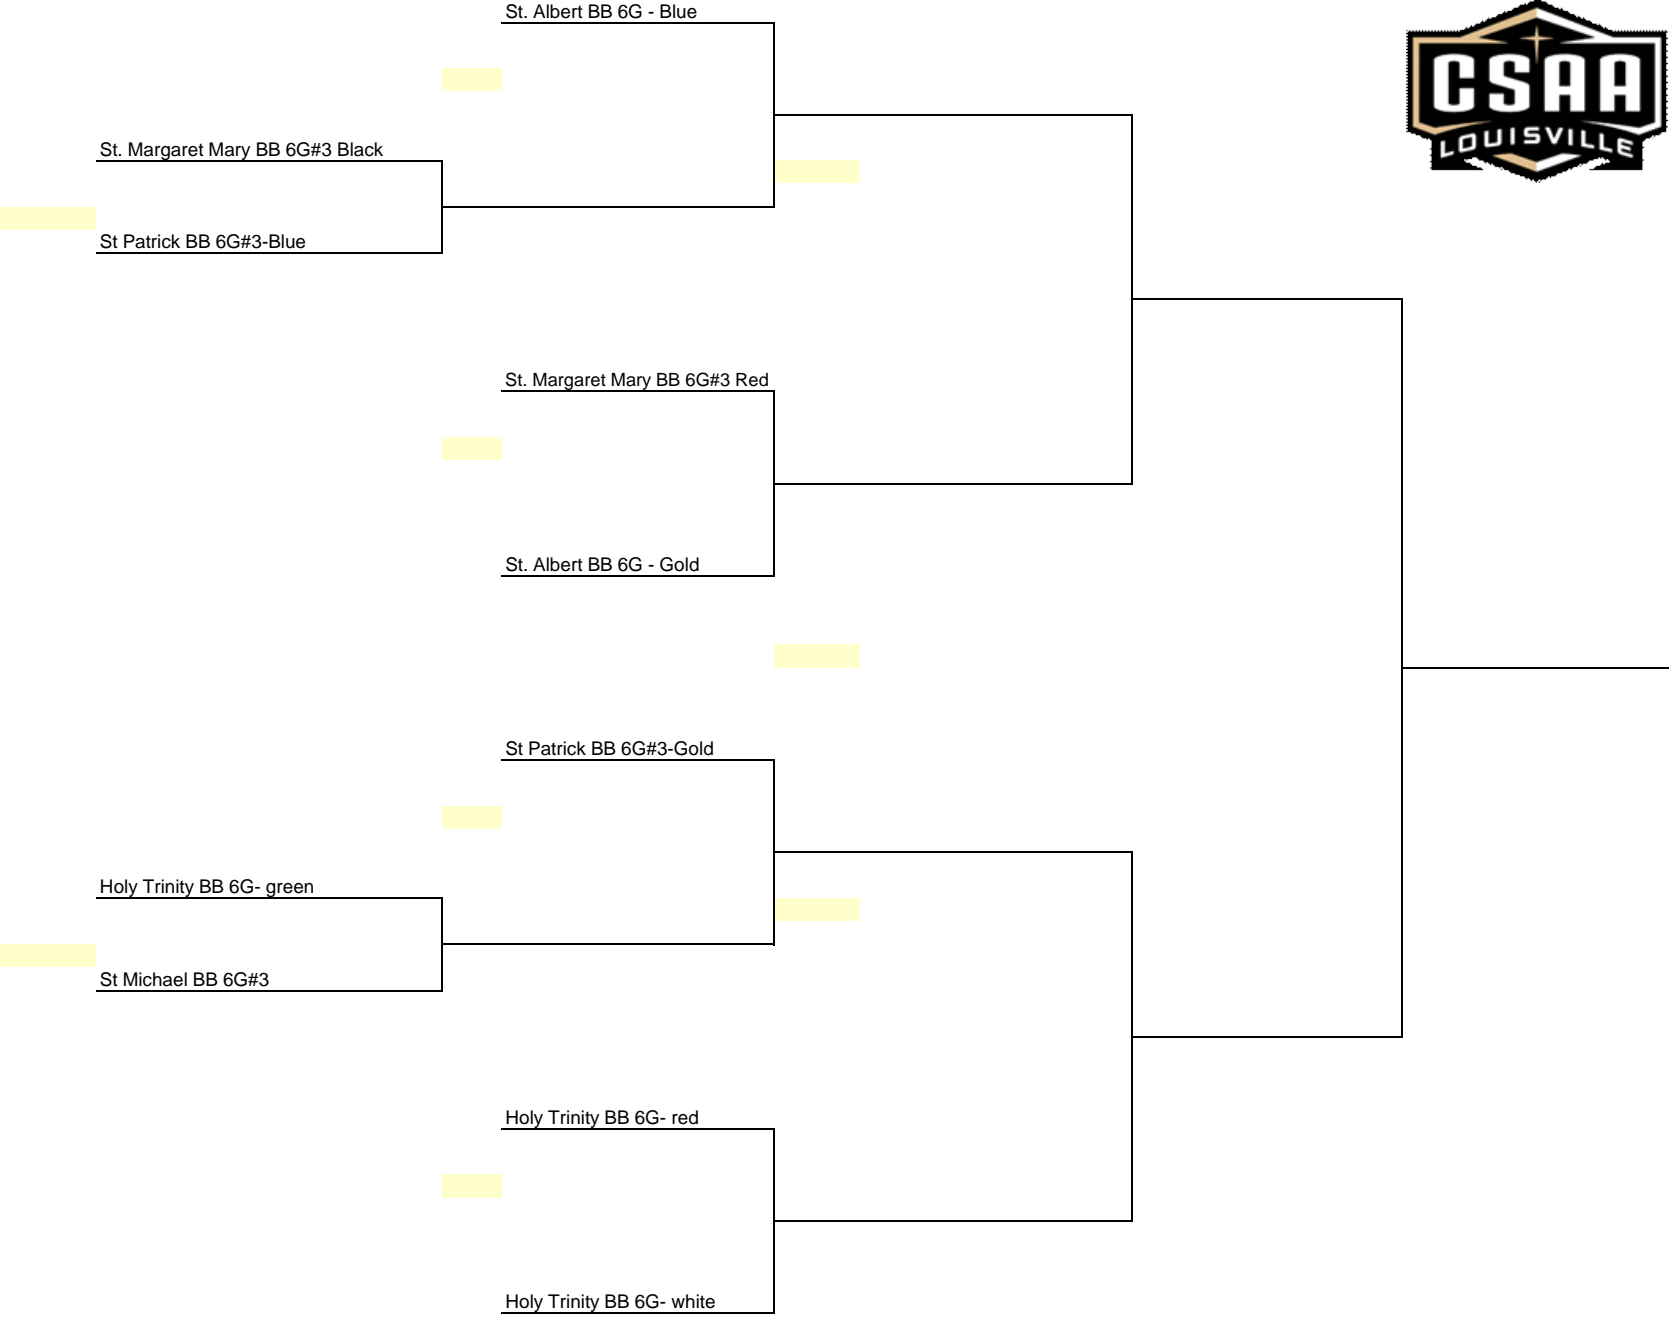 St. Albert BB 6G - Blue
CSAA
LOUISVILLE
St. Margaret Mary BB 6G#3 Black
St Patrick BB 6G#3-Blue
St. Margaret Mary BB 6G#3 Red
St. Albert BB 6G - Gold
St Patrick BB 6G#3-Gold
Holy Trinity BB 6G- green
St Michael BB 6G#3
Holy Trinity BB 6G- red
Holy Trinity BB 6G- white